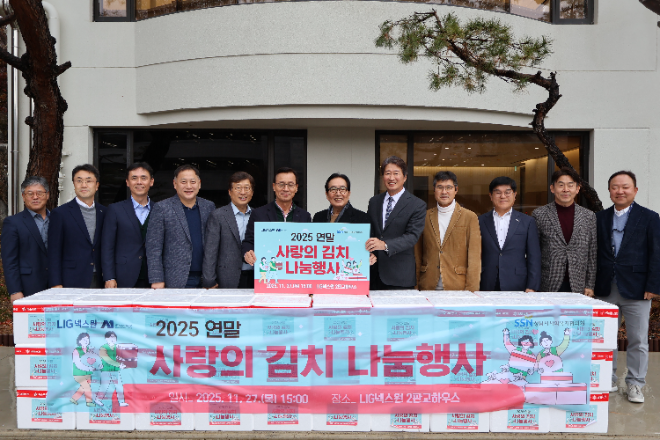 2025 연말
사랑의 김치
나눔행사
LIG넥스원
SSN
2025 연말
사랑의 김치 나눔행사
일시. 2025. 11. 27.(목) 15:00
장소. LIG넥스원 2판교하우스